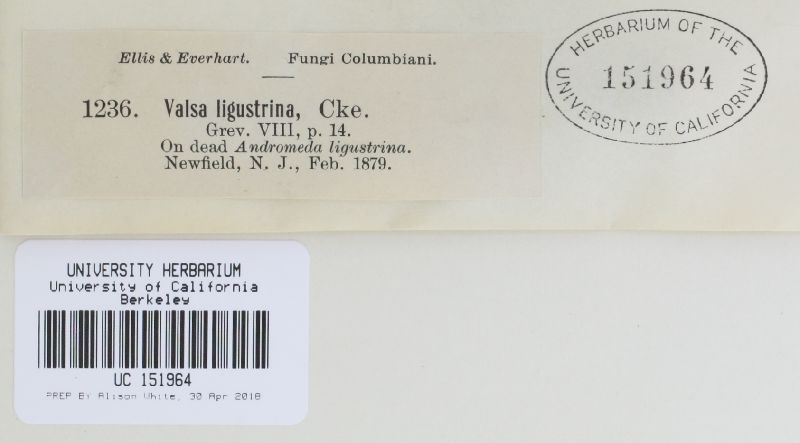 Ellis & Everhart. Fungi Columbiani.
1236. Valsa ligustrina, Cke.
Grev. VIII, p. 14.
On dead Andromeda ligustrina.
Newfield, N. J., Feb. 1879.
HERBARIUM OF THE
151964
UNIVERSITY OF CALIFORNIA
UNIVERSITY HERBARIUM
University of California
Berkeley
UC 151964
PREP By Alison White, 30 Apr 2018